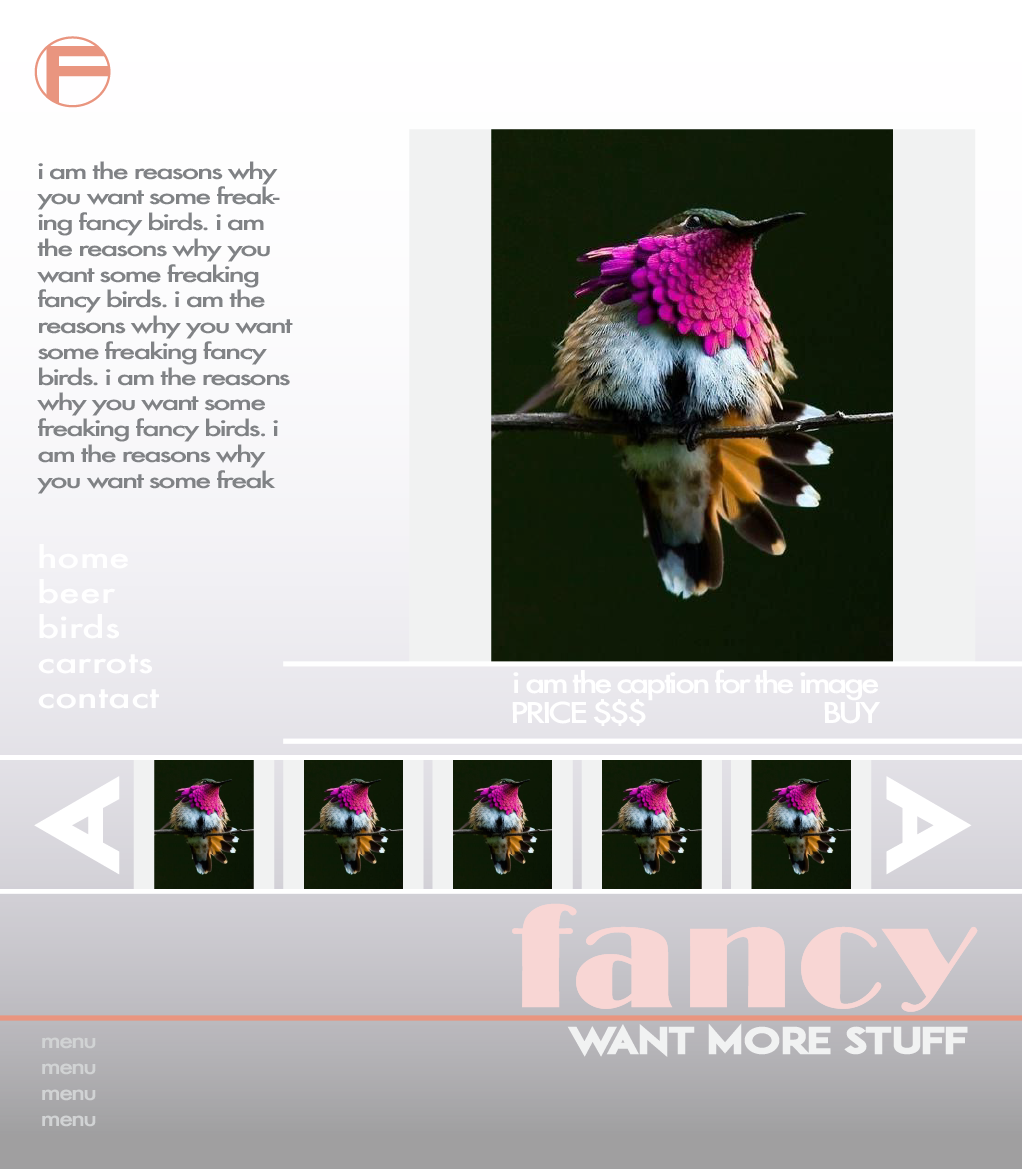 F
i am the reasons why
you want some freak-
ing fancy birds. i am
the reasons why you
want some freaking
fancy birds. i am the
reasons why you want
some freaking fancy
birds. i am the reasons
why you want some
freaking fancy birds. i
am the reasons why
you want some freak
home
beer
birds
carrots
contact
i am the caption for the image
PRICE $$$ BUY
fancy
WANT MORE STUFF
menu
menu
menu
menu